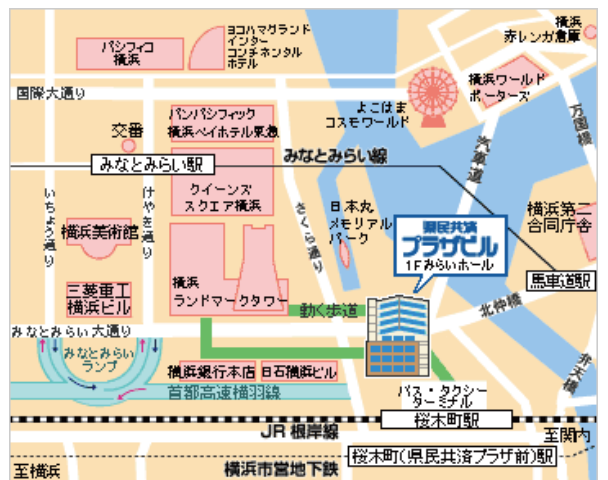 パシフィコ
横浜
ヨコハマグランド
インター
コンチネンタル
ホテル
横浜
赤レンガ倉庫
国際大通り
よこはま
コスモワールド
横浜ワールド
ポーターズ
万国橋
交番
パンパシフィック
横浜ベイホテル東急
汽車道
みなとみらい駅
みなとみらい線
いちょう通り
けやき通り
クイーンズ
スクエア横浜
さくら通り
日本丸
メモリアル
パーク
県民共済
プラザビル
1Fみらいホール
横浜第二
合同庁舎
横浜美術館
馬車道駅
三菱重工
横浜ビル
横浜
ランドマークタワー
動く歩道
北仲橋
みなとみらい大通り
みなとみらい
ランプ
横浜銀行本店
日石横浜ビル
首都高速横羽線
バス・タクシー
ターミナル
弁天橋
桜木町駅
JR 根岸線
至関内
至横浜
横浜市営地下鉄
桜木町(県民共済プラザ前)駅